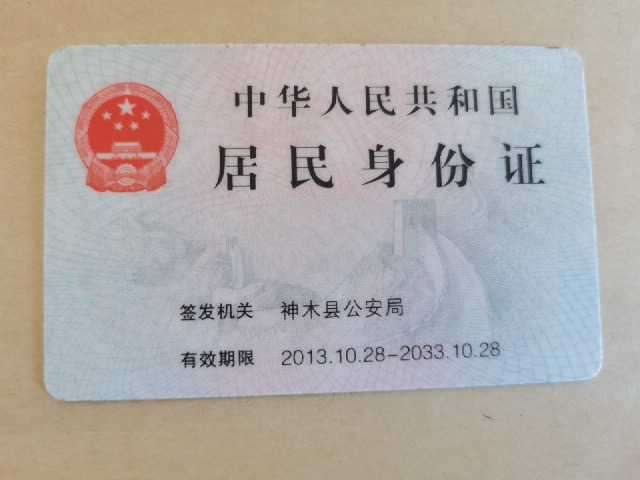 中华人民共和国
居民身份证
签发机关 神木县公安局
有效期限 2013.10.28-2033.10.28